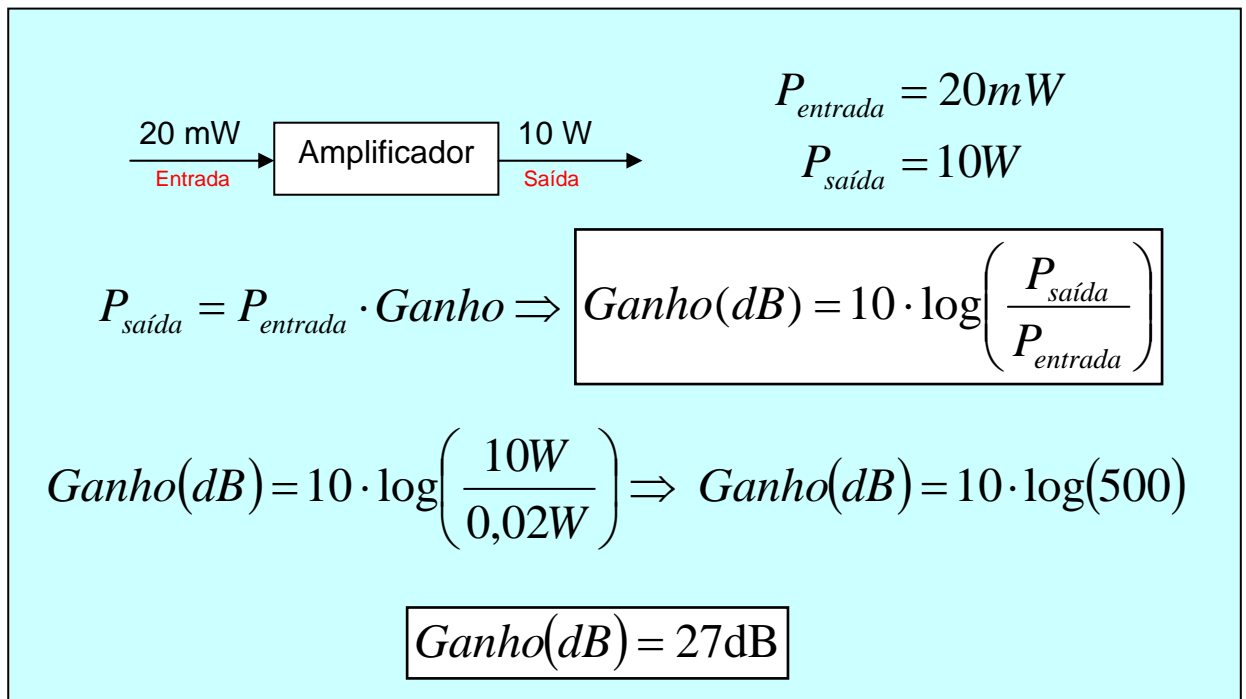 20 mW
Entrada
Amplificador
10 W
Saída
P_entrada = 20mW
P_saída = 10W
P_saída = P_entrada · Ganho ⇒ Ganho(dB) = 10 · log(P_saída / P_entrada)
Ganho(dB) = 10 · log(10W / 0,02W) ⇒ Ganho(dB) = 10 · log(500)
Ganho(dB) = 27dB